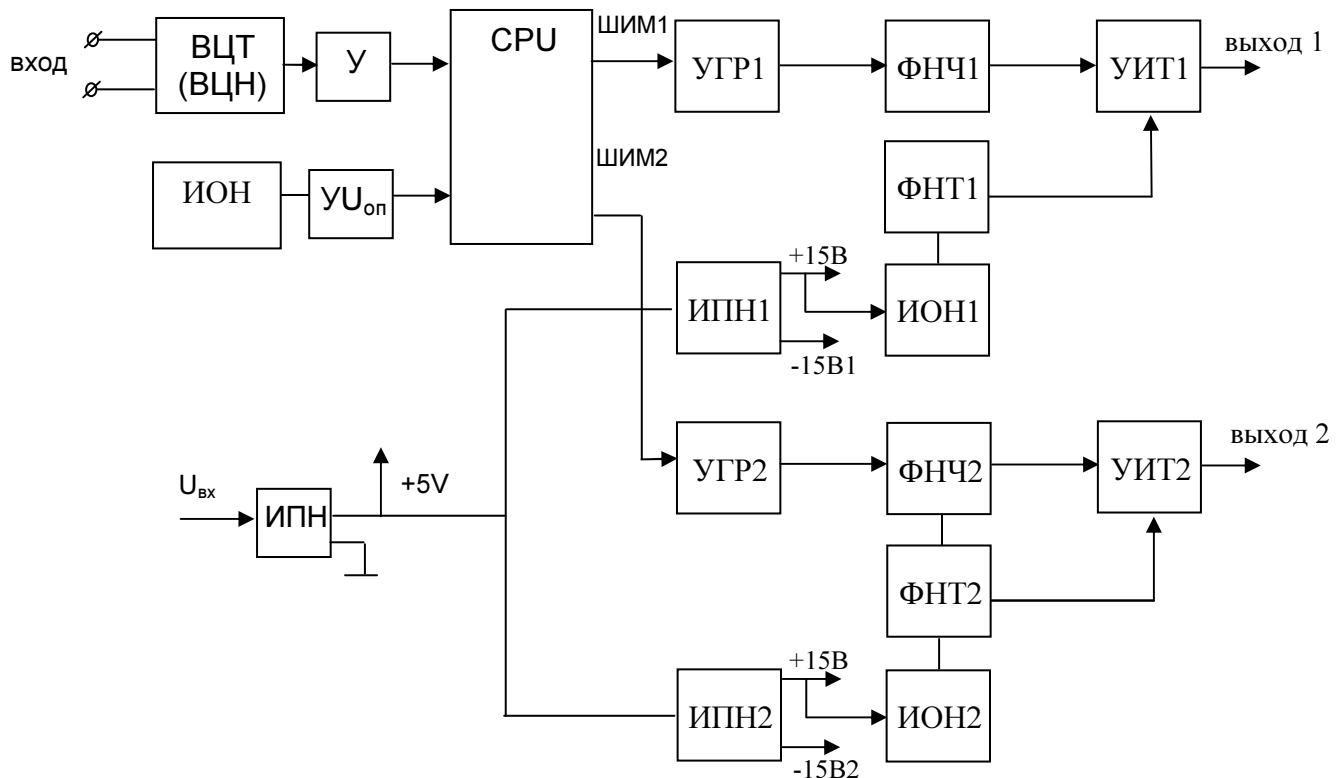 вход
ВЦТ
(ВЦН)
У
CPU
ШИМ1
УГР1
ФНЧ1
УИТ1
выход 1
ИОН
УUоп
ШИМ2
ФНТ1
ИПН1
+15В
-15В1
ИОН1
УГР2
ФНЧ2
УИТ2
выход 2
Uвх
ИПН
+5V
ФНТ2
ИПН2
+15В
-15В2
ИОН2